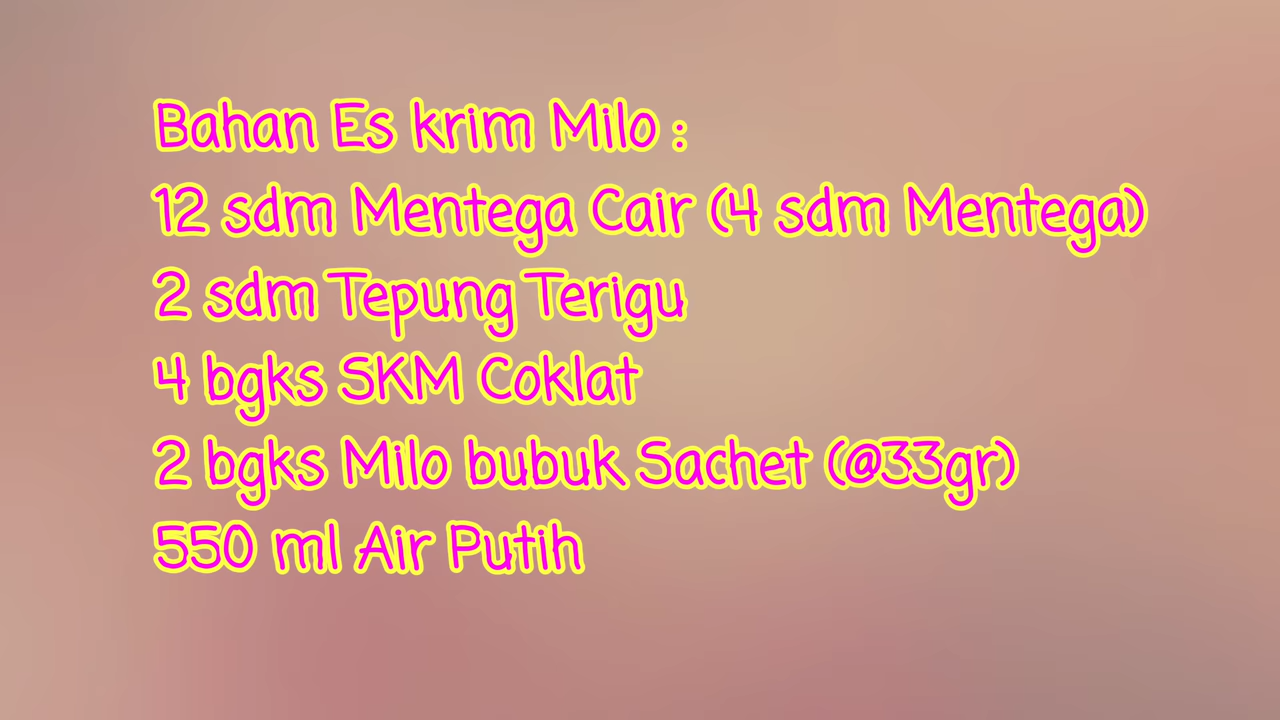 Bahan Es krim Milo :
12 sdm Mentega Cair (4 sdm Mentega)
2 sdm Tepung Terigu
4 bgks SKM Coklat
2 bgks Milo bubuk Sachet (@33gr)
550 ml Air Putih